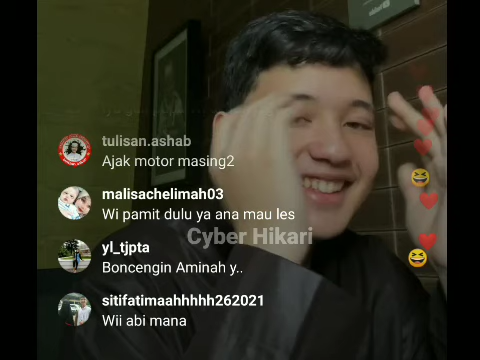 tulisan.ashab
Ajak motor masing2
malisachelimah03
Wi pamit dulu ya ana mau les
Cyber Hikari
yl_tjpta
Boncengin Aminah y..
sitifatimaahhhhh262021
Wii abi mana